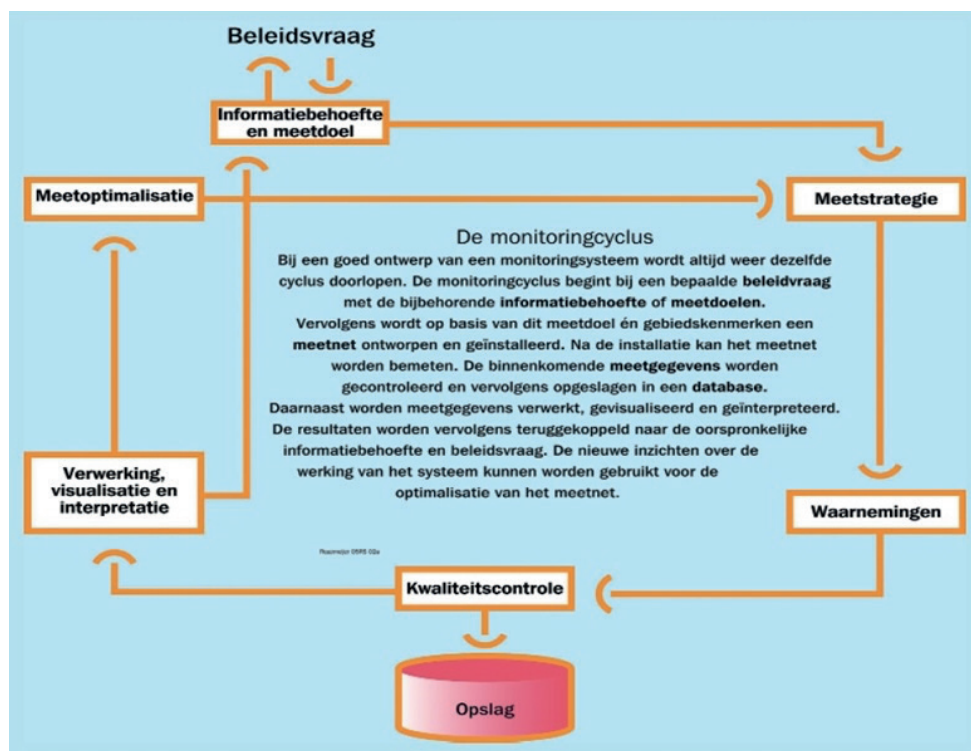 Beleidsvraag
Informatiebehoefte
en meetdoel
Meetoptimalisatie
Meetstrategie
De monitoringcyclus
Bij een goed ontwerp van een monitoringsysteem wordt altijd weer dezelfde
cyclus doorlopen. De monitoringcyclus begint bij een bepaalde beleidvraag
met de bijbehorende informatiebehoefte of meetdoelen.
Vervolgens wordt op basis van dit meetdoel én gebiedskenmerken een
meetnet ontworpen en geïnstalleerd. Na de installatie kan het meetnet
worden bemeten. De binnenkomende meetgegevens worden
gecontroleerd en vervolgens opgeslagen in een database.
Daarnaast worden meetgegevens verwerkt, gevisualiseerd en geïnterpreteerd.
De resultaten worden vervolgens teruggekoppeld naar de oorspronkelijke
informatiebehoefte en beleidsvraag. De nieuwe inzichten over de
werking van het systeem kunnen worden gebruikt voor de
optimalisatie van het meetnet.
Verwerking,
visualisatie en
interpretatie
Waarnemingen
Kwaliteitscontrole
Opslag